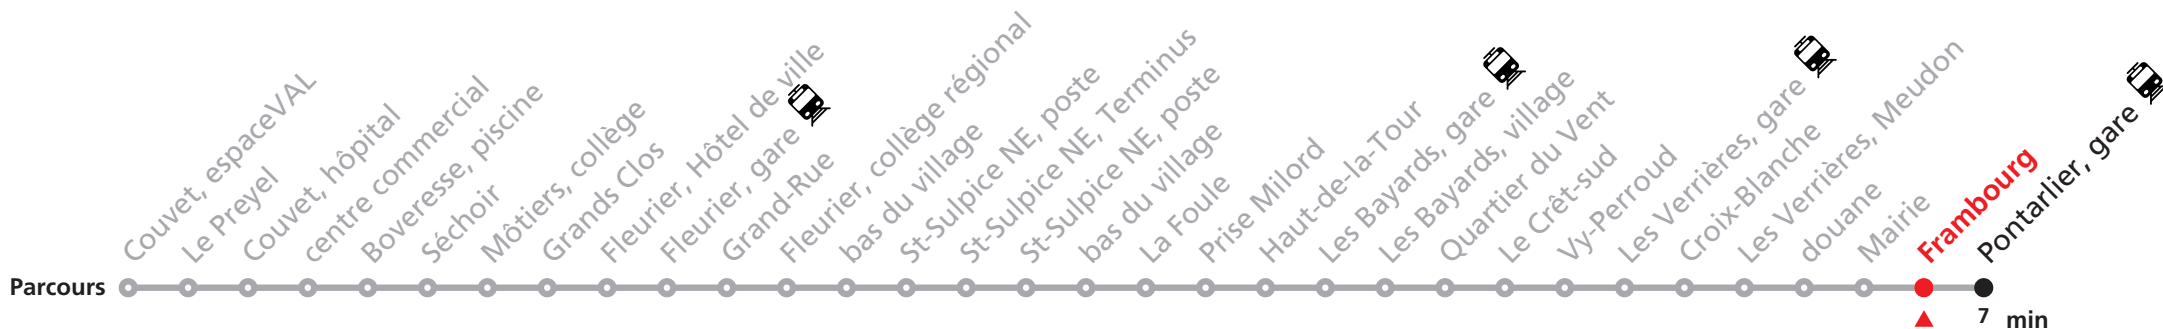 Couvet, espaceVAL
Le Preyel
Couvet, hôpital
centre commercial
Boveresse, piscine
Séchoir
Môtiers, collège
Grands Clos
Fleurier, Hôtel de ville
Fleurier, gare
Grand-Rue
Fleurier, collège régional
bas du village
St-Sulpice NE, poste
St-Sulpice NE, Terminus
St-Sulpice NE, poste
bas du village
La Foule
Prise Milord
Haut-de-la-Tour
Les Bayards, gare
Les Bayards, village
Quartier du Vent
Le Crêt-sud
Vy-Perroud
Les Verrières, gare
Croix-Blanche
Les Verrières, Meudon
douane
Mairie
Frambourg
Pontarlier, gare
Parcours
7 min